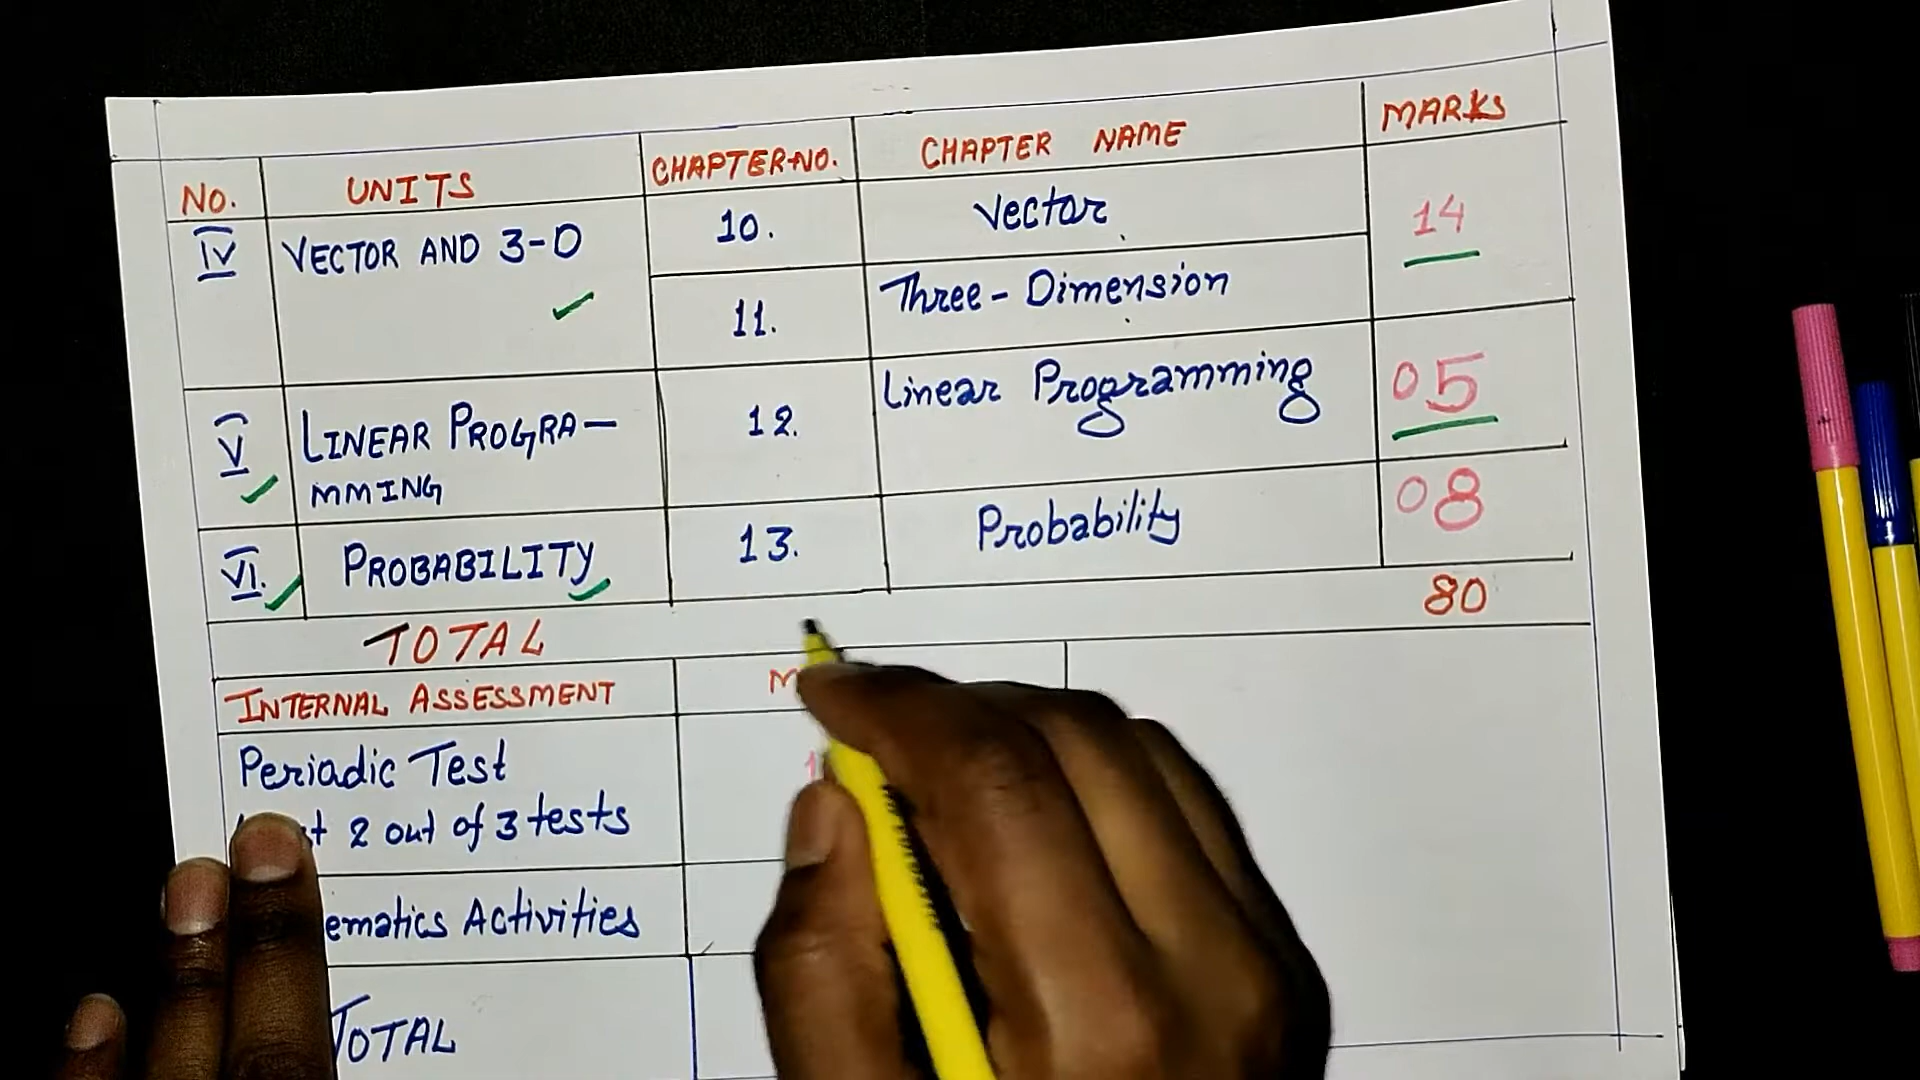 No. UNITS CHAPTER-NO. CHAPTER NAME MARKS
IV VECTOR AND 3-D 10. Vector 14
11. Three - Dimension
V LINEAR PROGRA- 12. Linear Programming 05
MMING
VI. PROBABILITY 13. Probability 08
TOTAL 80
INTERNAL ASSESSMENT
Periadic Test
2 out of 3 tests
ematics Activities
TOTAL